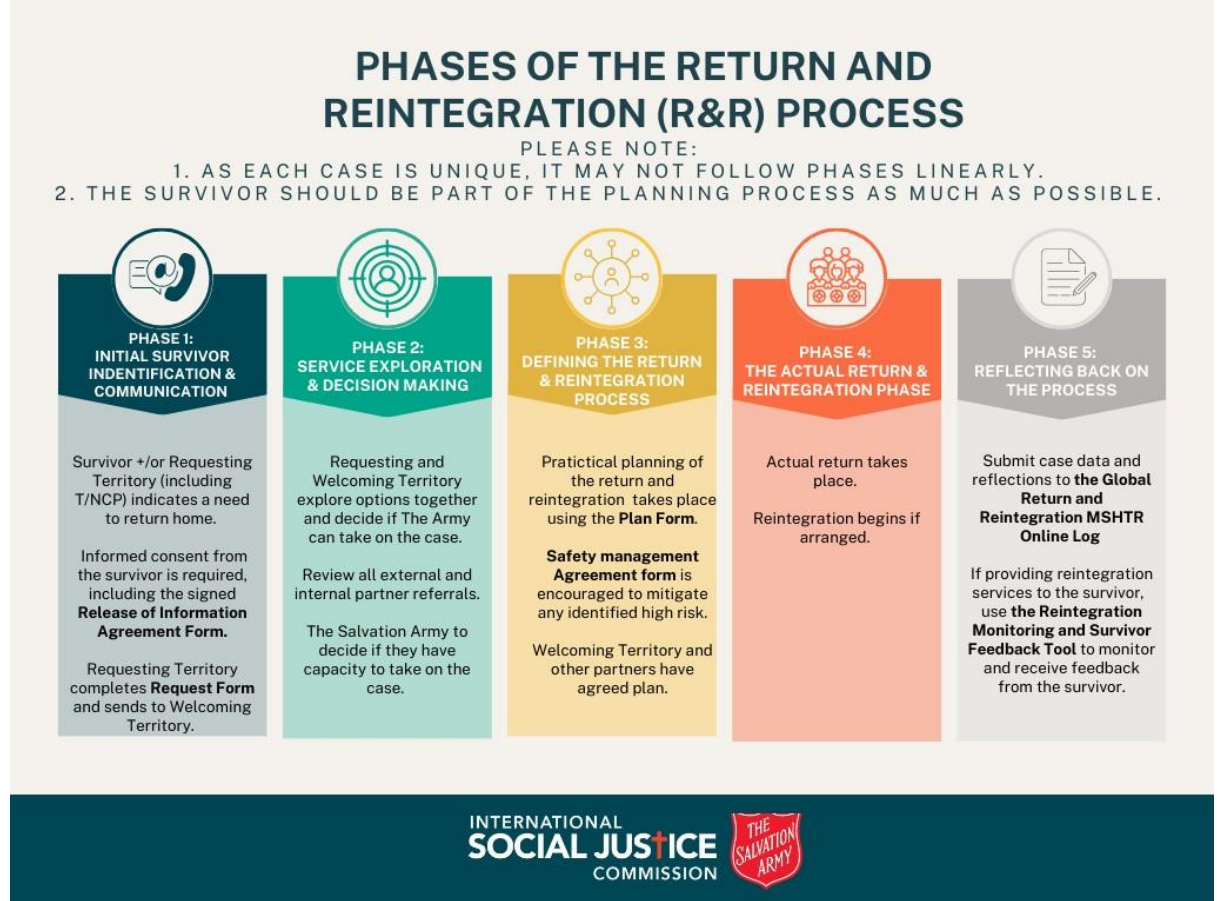 PHASES OF THE RETURN AND
REINTEGRATION (R&R) PROCESS
PLEASE NOTE:
1. AS EACH CASE IS UNIQUE, IT MAY NOT FOLLOW PHASES LINEARLY.
2. THE SURVIVOR SHOULD BE PART OF THE PLANNING PROCESS AS MUCH AS POSSIBLE.
PHASE 1:
INITIAL SURVIVOR
INDENTIFICATION &
COMMUNICATION
Survivor +/or Requesting
Territory (including
T/NCP) indicates a need
to return home.
Informed consent from
the survivor is required,
including the signed
Release of Information
Agreement Form.
Requesting Territory
completes Request Form
and sends to Welcoming
Territory.
PHASE 2:
SERVICE EXPLORATION
& DECISION MAKING
Requesting and
Welcoming Territory
explore options together
and decide if The Army
can take on the case.
Review all external and
internal partner referrals.
The Salvation Army to
decide if they have
capacity to take on the
case.
PHASE 3:
DEFINING THE RETURN
& REINTEGRATION
PROCESS
Pratictical planning of
the return and
reintegration takes place
using the Plan Form.
Safety management
Agreement form is
encouraged to mitigate
any identified high risk.
Welcoming Territory and
other partners have
agreed plan.
PHASE 4:
THE ACTUAL RETURN &
REINTEGRATION PHASE
Actual return takes
place.
Reintegration begins if
arranged.
PHASE 5:
REFLECTING BACK ON
THE PROCESS
Submit case data and
reflections to the Global
Return and
Reintegration MSHTR
Online Log
If providing reintegration
services to the survivor,
use the Reintegration
Monitoring and Survivor
Feedback Tool to monitor
and receive feedback
from the survivor.
INTERNATIONAL
SOCIAL JUSTICE
COMMISSION
THE
SALVATION
ARMY